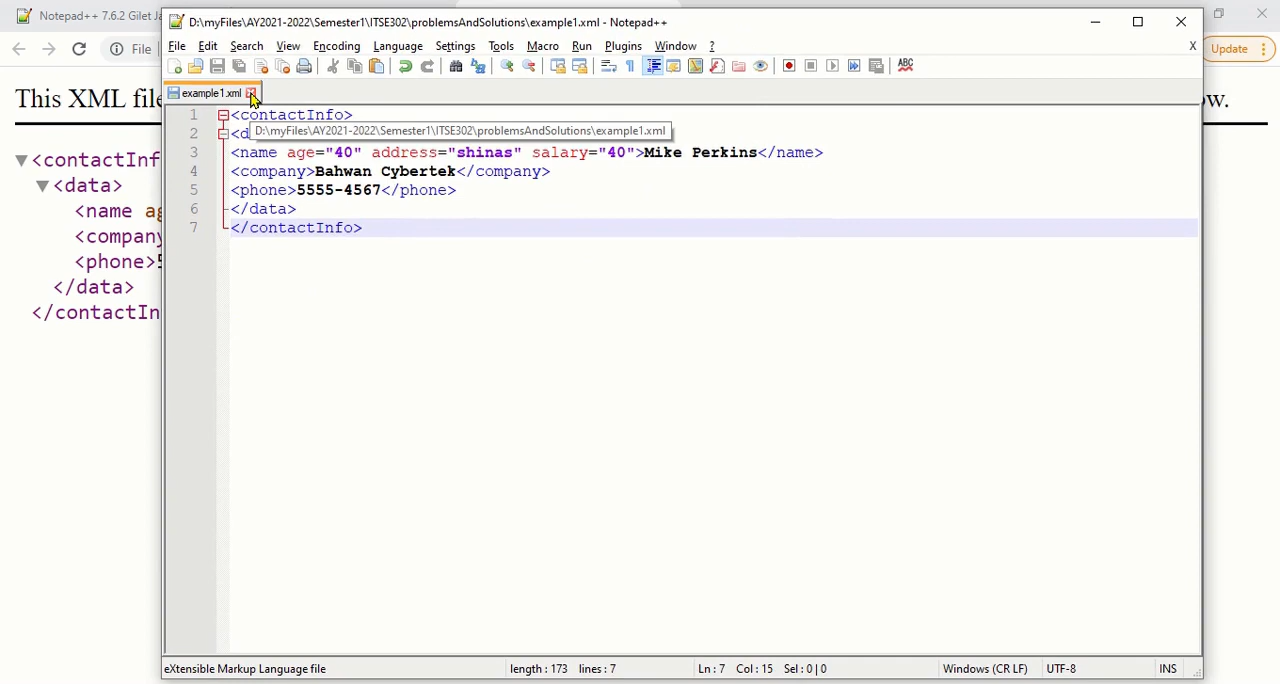 Notepad++ 7.6.2 Gilet
D:\myFiles\AY2021-2022\Semester1\ITSE302\problemsAndSolutions\example1.xml - Notepad++
File Edit Search View Encoding Language Settings Tools Macro Run Plugins Window ? X
File
Update
ABC
example1.xml
This XML file
ow.
<contactInf
<data>
<name
<company
<phone>
</data>
</contactIn
1 <contactInfo>
2 <d
D:\myFiles\AY2021-2022\Semester1\ITSE302\problemsAndSolutions\example1.xml
3 <name age="40" address="shinas" salary="40">Mike Perkins</name>
4 <company>Bahwan Cybertek</company>
5 <phone>5555-4567</phone>
6 </data>
7 </contactInfo>
eXtensible Markup Language file length : 173 lines : 7 Ln : 7 Col : 15 Sel : 0 | 0 Windows (CR LF) UTF-8 INS